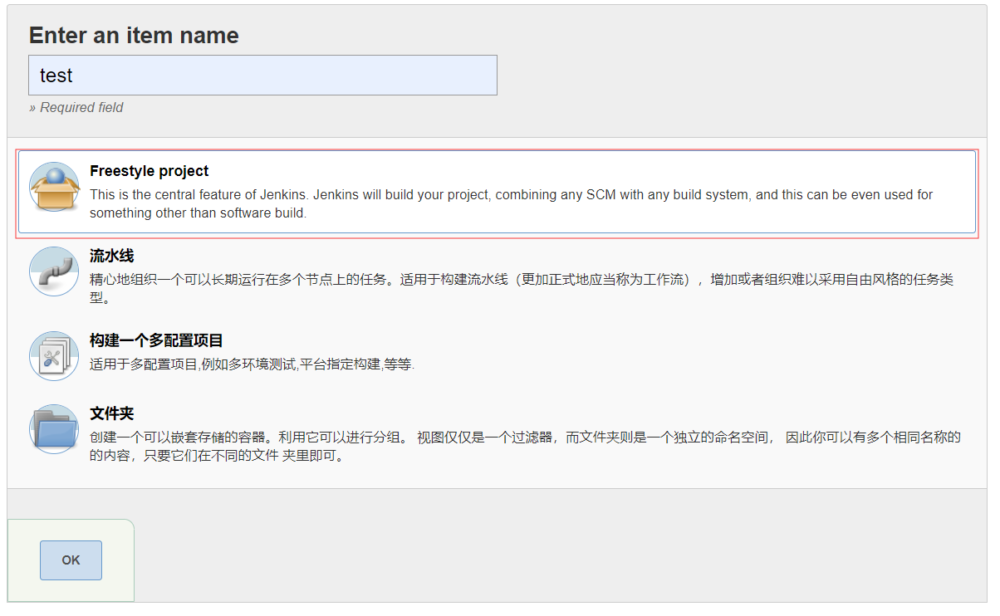 Enter an item name
test
» Required field
Freestyle project
This is the central feature of Jenkins. Jenkins will build your project, combining any SCM with any build system, and this can be even used for
something other than software build.
流水线
精心地组织一个可以长期运行在多个节点上的任务。适用于构建流水线（更加正式地应当称为工作流），增加或者组织难以采用自由风格的任务类
型。
构建一个多配置项目
适用于多配置项目,例如多环境测试,平台指定构建,等等.
文件夹
创建一个可以嵌套存储的容器。利用它可以进行分组。 视图仅仅是一个过滤器，而文件夹则是一个独立的命名空间， 因此你可以有多个相同名称的
的内容，只要它们在不同的文件 夹里即可。
OK